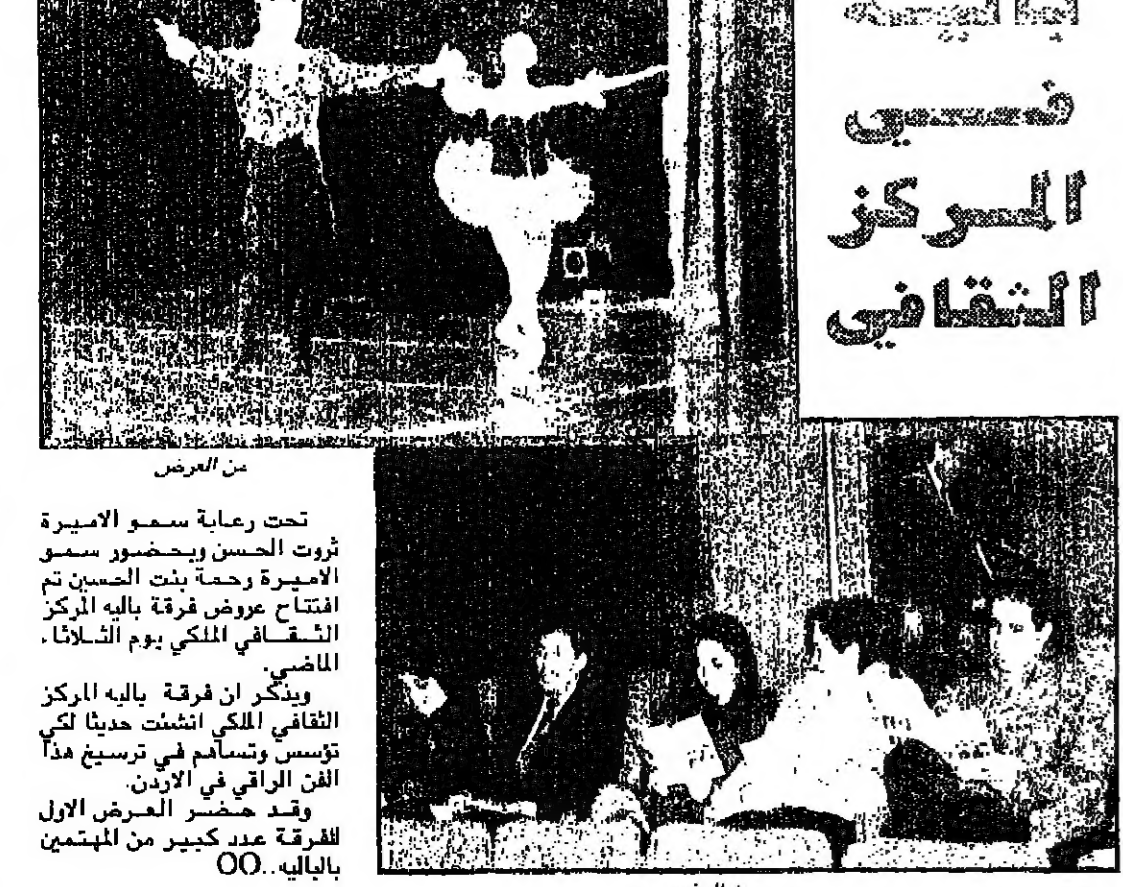 في
المركز
الثقافي
من العرض
تحت رعاية سمو الاميرة
ثروت الحسن وبحضور سمو
الاميرة رحمة بنت الحسن تم
افتتاح عروض فرقة باليه المركز
الثقافي الملكي يوم الثلاثاء
الماضي.
ويذكر ان فرقة باليه المركز
الثقافي الملكي انشئت حديثا لكي
تؤسس وتساهم في ترسيخ هذا
الفن الراقي في الاردن.
وقد حضر العرض الاول
للفرقة عدد كبير من المهتمين
بالباليه..OO